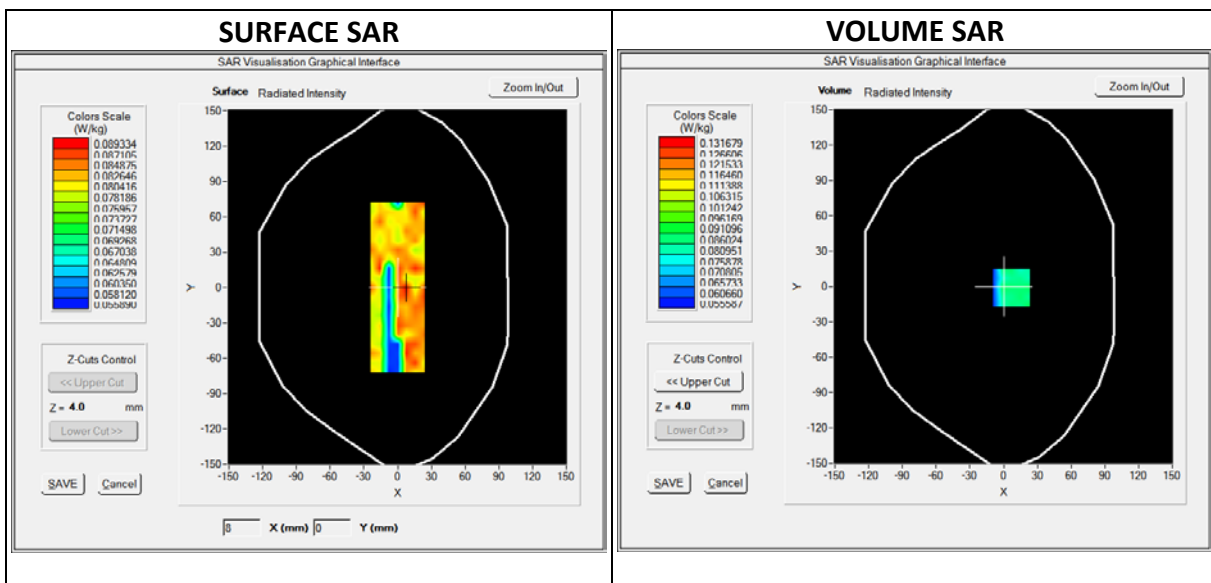 SURFACE SAR
SAR Visualisation Graphical Interface
Surface Radiated Intensity
Zoom In/Out
Colors Scale
(W/kg)
0.089334
0.087105
0.084875
0.082646
0.080416
0.078186
0.075957
0.073727
0.071498
0.069268
0.067038
0.064809
0.062579
0.060350
0.058120
0.055890
Z-Cuts Control
<< Upper Cut
Z = 4.0 mm
Lower Cut >>
SAVE Cancel
150
120
90
60
30
0
-30
-60
-90
-120
-150
Y
-150 -120 -90 -60 -30 0 30 60 90 120 150
X
8 X (mm) 0 Y (mm)
VOLUME SAR
SAR Visualisation Graphical Interface
Volume Radiated Intensity
Zoom In/Out
Colors Scale
(W/kg)
0.131679
0.126606
0.121533
0.116460
0.111388
0.106315
0.101242
0.096169
0.091096
0.086024
0.080951
0.075878
0.070805
0.065733
0.060660
0.055587
Z-Cuts Control
<< Upper Cut
Z = 4.0 mm
Lower Cut >>
SAVE Cancel
150
120
90
60
30
0
-30
-60
-90
-120
-150
Y
-150 -120 -90 -60 -30 0 30 60 90 120 150
X